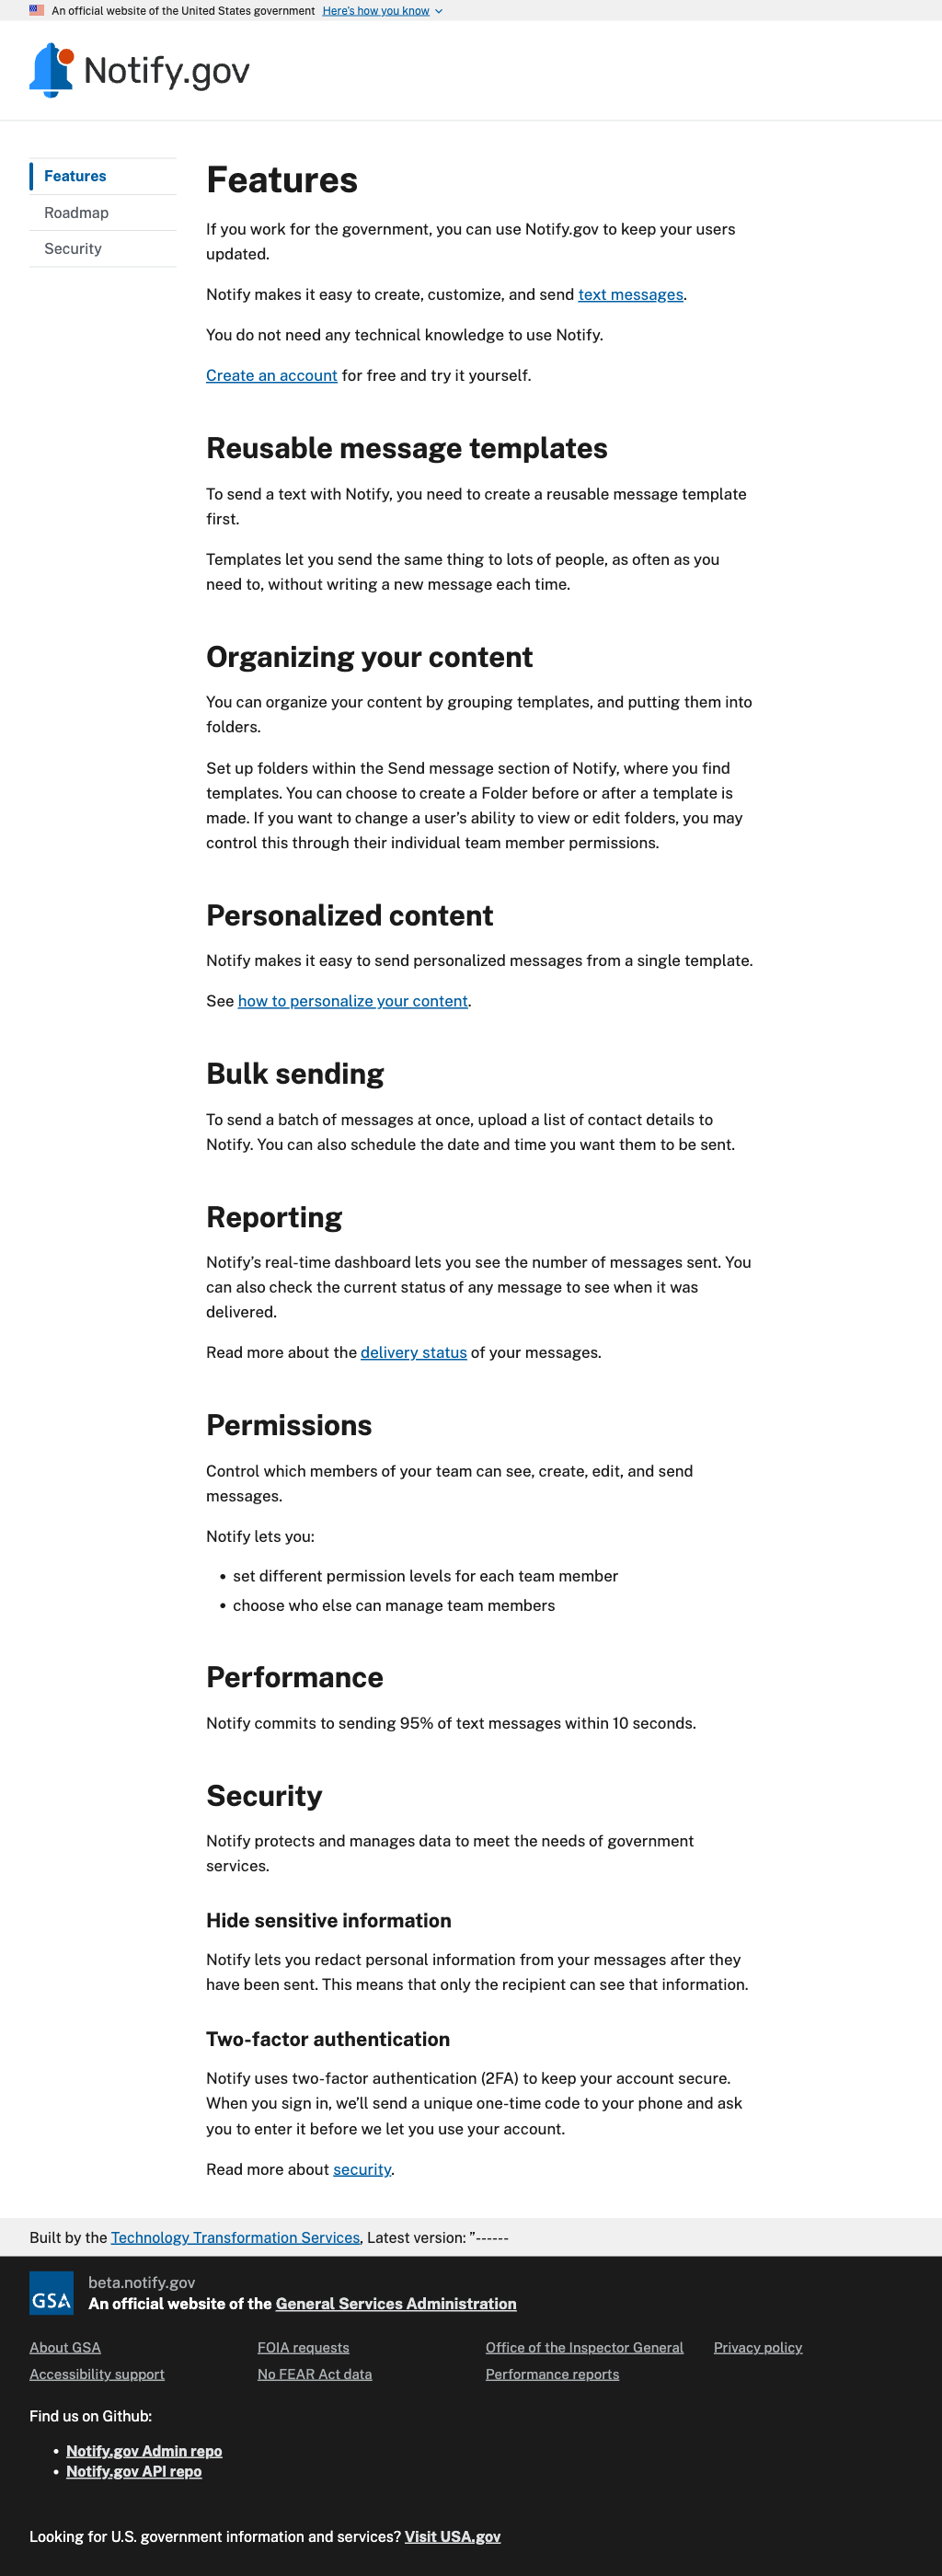 An official website of the United States government Here's how you know
Notify.gov
Features
Roadmap
Security
Features
If you work for the government, you can use Notify.gov to keep your users
updated.
Notify makes it easy to create, customize, and send text messages.
You do not need any technical knowledge to use Notify.
Create an account for free and try it yourself.
Reusable message templates
To send a text with Notify, you need to create a reusable message template
first.
Templates let you send the same thing to lots of people, as often as you
need to, without writing a new message each time.
Organizing your content
You can organize your content by grouping templates, and putting them into
folders.
Set up folders within the Send message section of Notify, where you find
templates. You can choose to create a Folder before or after a template is
made. If you want to change a user’s ability to view or edit folders, you may
control this through their individual team member permissions.
Personalized content
Notify makes it easy to send personalized messages from a single template.
See how to personalize your content.
Bulk sending
To send a batch of messages at once, upload a list of contact details to
Notify. You can also schedule the date and time you want them to be sent.
Reporting
Notify’s real-time dashboard lets you see the number of messages sent. You
can also check the current status of any message to see when it was
delivered.
Read more about the delivery status of your messages.
Permissions
Control which members of your team can see, create, edit, and send
messages.
Notify lets you:
• set different permission levels for each team member
• choose who else can manage team members
Performance
Notify commits to sending 95% of text messages within 10 seconds.
Security
Notify protects and manages data to meet the needs of government
services.
Hide sensitive information
Notify lets you redact personal information from your messages after they
have been sent. This means that only the recipient can see that information.
Two-factor authentication
Notify uses two-factor authentication (2FA) to keep your account secure.
When you sign in, we’ll send a unique one-time code to your phone and ask
you to enter it before we let you use your account.
Read more about security.
Built by the Technology Transformation Services, Latest version: ”------
GSA
beta.notify.gov
An official website of the General Services Administration
About GSA FOIA requests Office of the Inspector General Privacy policy
Accessibility support No FEAR Act data Performance reports
Find us on Github:
• Notify.gov Admin repo
• Notify.gov API repo
Looking for U.S. government information and services? Visit USA.gov